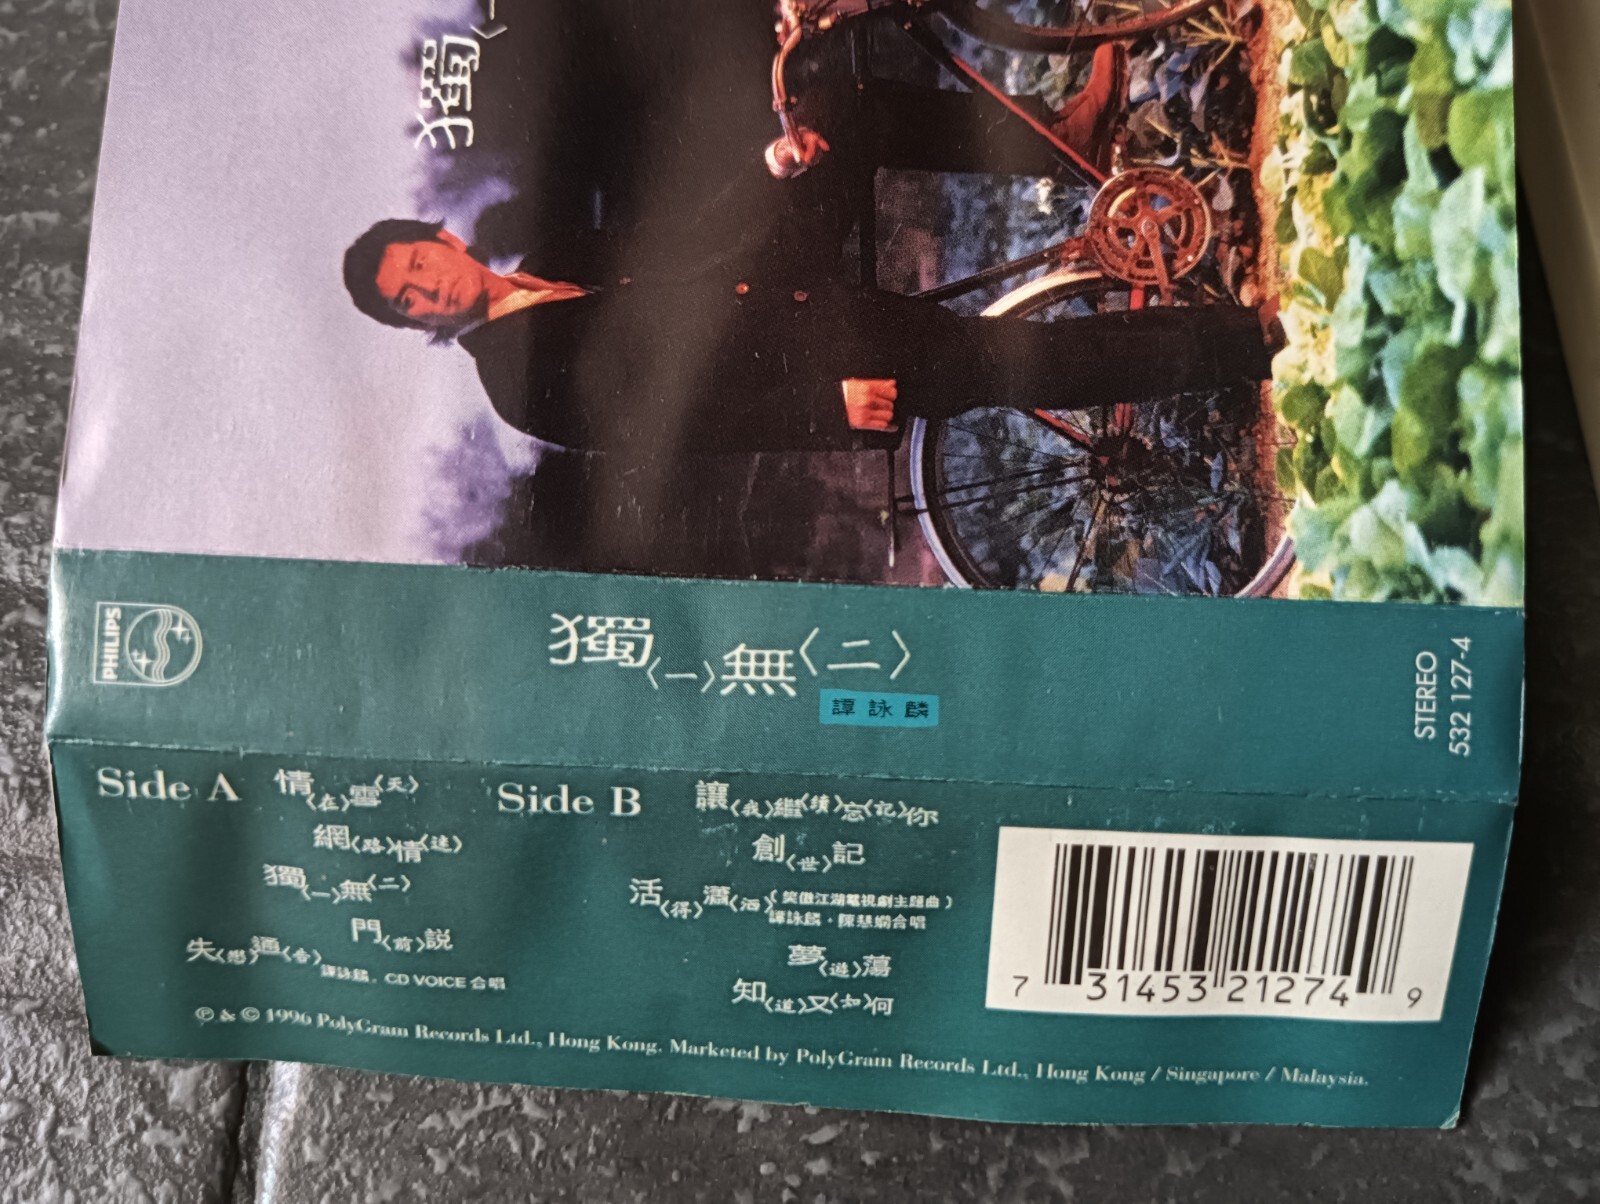 獨〈一
PHILIPS
獨〈一〉無〈二〉
譚詠麟
STEREO
532 127-4
Side A
情〈在〉雪〈天〉
網〈路〉情〈迷〉
獨〈一〉無〈二〉
門〈前〉説
失〈戀〉通〈告〉
譚詠麟．CD VOICE 合唱
Side B
讓〈我〉繼〈續〉忘〈記〉你
創〈世〉記
活〈得〉瀟〈洒〉(笑傲江湖電視劇主題曲)
譚詠麟．陳慧嫻合唱
夢〈遊〉蕩
知〈道〉又〈如〉何
7 31453 21274 9
℗ & © 1996 PolyGram Records Ltd., Hong Kong. Marketed by PolyGram Records Ltd., Hong Kong / Singapore / Malaysia.